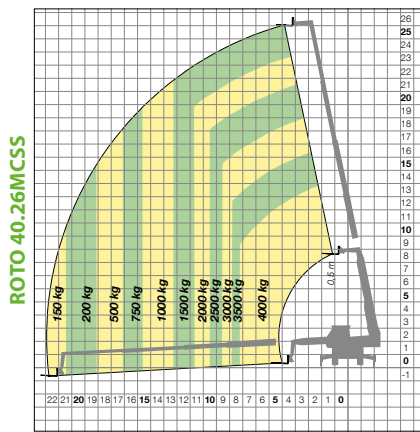 ROTO 40.26MCSS
26
25
24
23
22
21
20
19
18
17
16
15
14
13
12
11
10
9
8
7
6
5
4
3
2
1
0
-1
0,5 m
150 kg
200 kg
500 kg
750 kg
1000 kg
1500 kg
2000 kg
2500 kg
3000 kg
3500 kg
4000 kg
22 21 20 19 18 17 16 15 14 13 12 11 10 9 8 7 6 5 4 3 2 1 0